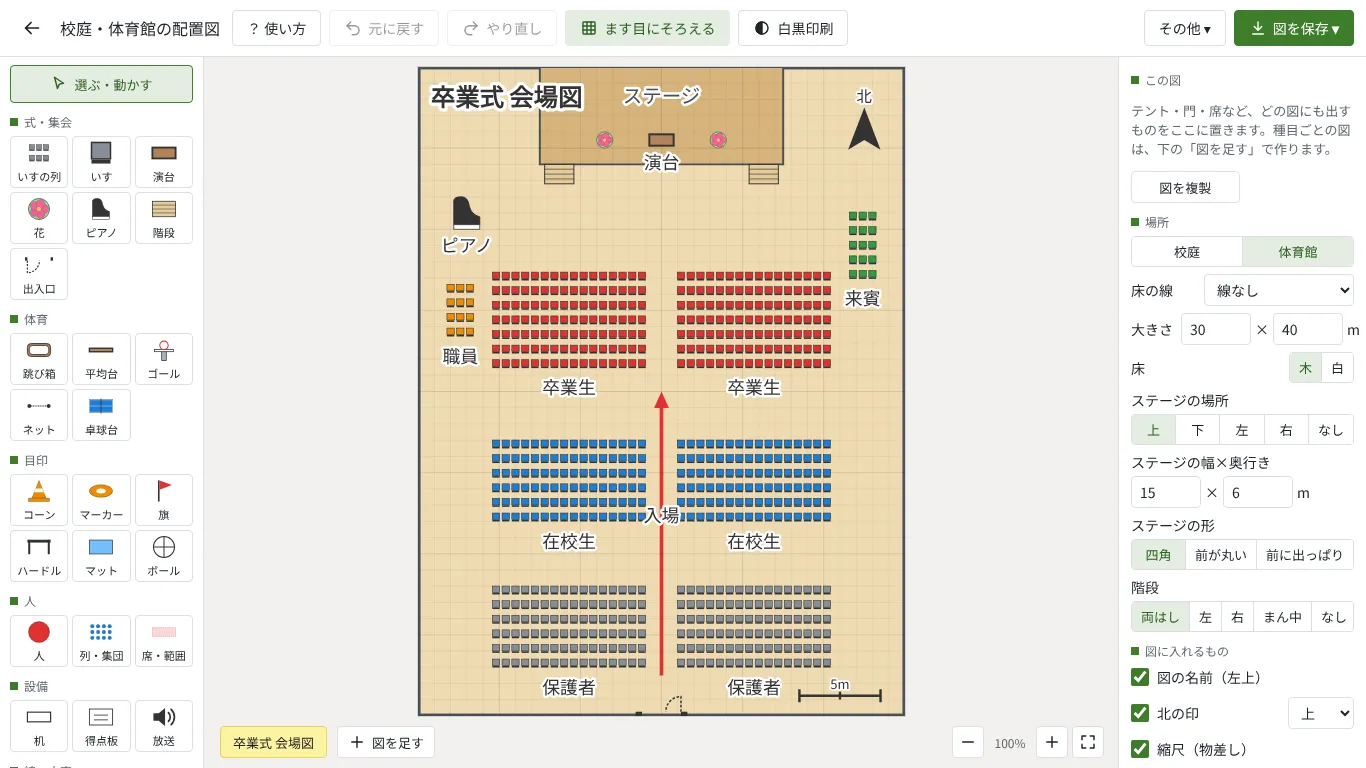 校庭・体育館の配置図
? 使い方
元に戻す
やり直し
ます目にそろえる
白黒印刷
その他▾
図を保存▾
選ぶ・動かす
式・集会
いすの列
いす
演台
花
ピアノ
階段
出入口
体育
跳び箱
平均台
ゴール
ネット
卓球台
目印
コーン
マーカー
旗
ハードル
マット
ボール
人
人
列・集団
席・範囲
設備
机
得点板
放送
卒業式 会場図
ステージ
北
演台
ピアノ
来賓
職員
卒業生
卒業生
入場
在校生
在校生
保護者
保護者
5m
卒業式 会場図
図を足す
100%
この図
テント・門・席など、どの図にも出す
ものをここに置きます。種目ごとの図
は、下の「図を足す」で作ります。
図を複製
場所
校庭
体育館
床の線
線なし
大きさ 30 × 40 m
床
木
白
ステージの場所
上
下
左
右
なし
ステージの幅×奥行き
15 × 6 m
ステージの形
四角
前が丸い
前に出っぱり
階段
両はし
左
右
まん中
なし
図に入れるもの
図の名前（左上）
北の印
上
縮尺（物差し）